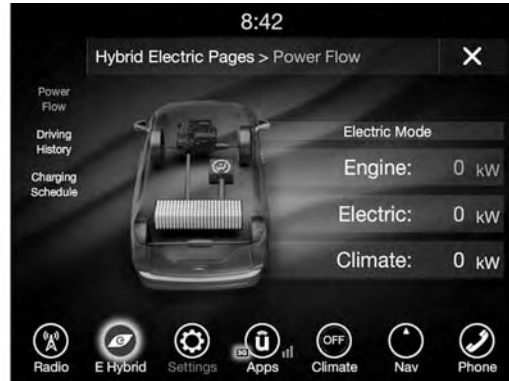 8:42
Hybrid Electric Pages > Power Flow
Power
Flow
Driving
History
Charging
Schedule
Electric Mode
Engine: 0 kW
Electric: 0 kW
Climate: 0 kW
3G
OFF
Radio E Hybrid Settings Apps Climate Nav Phone